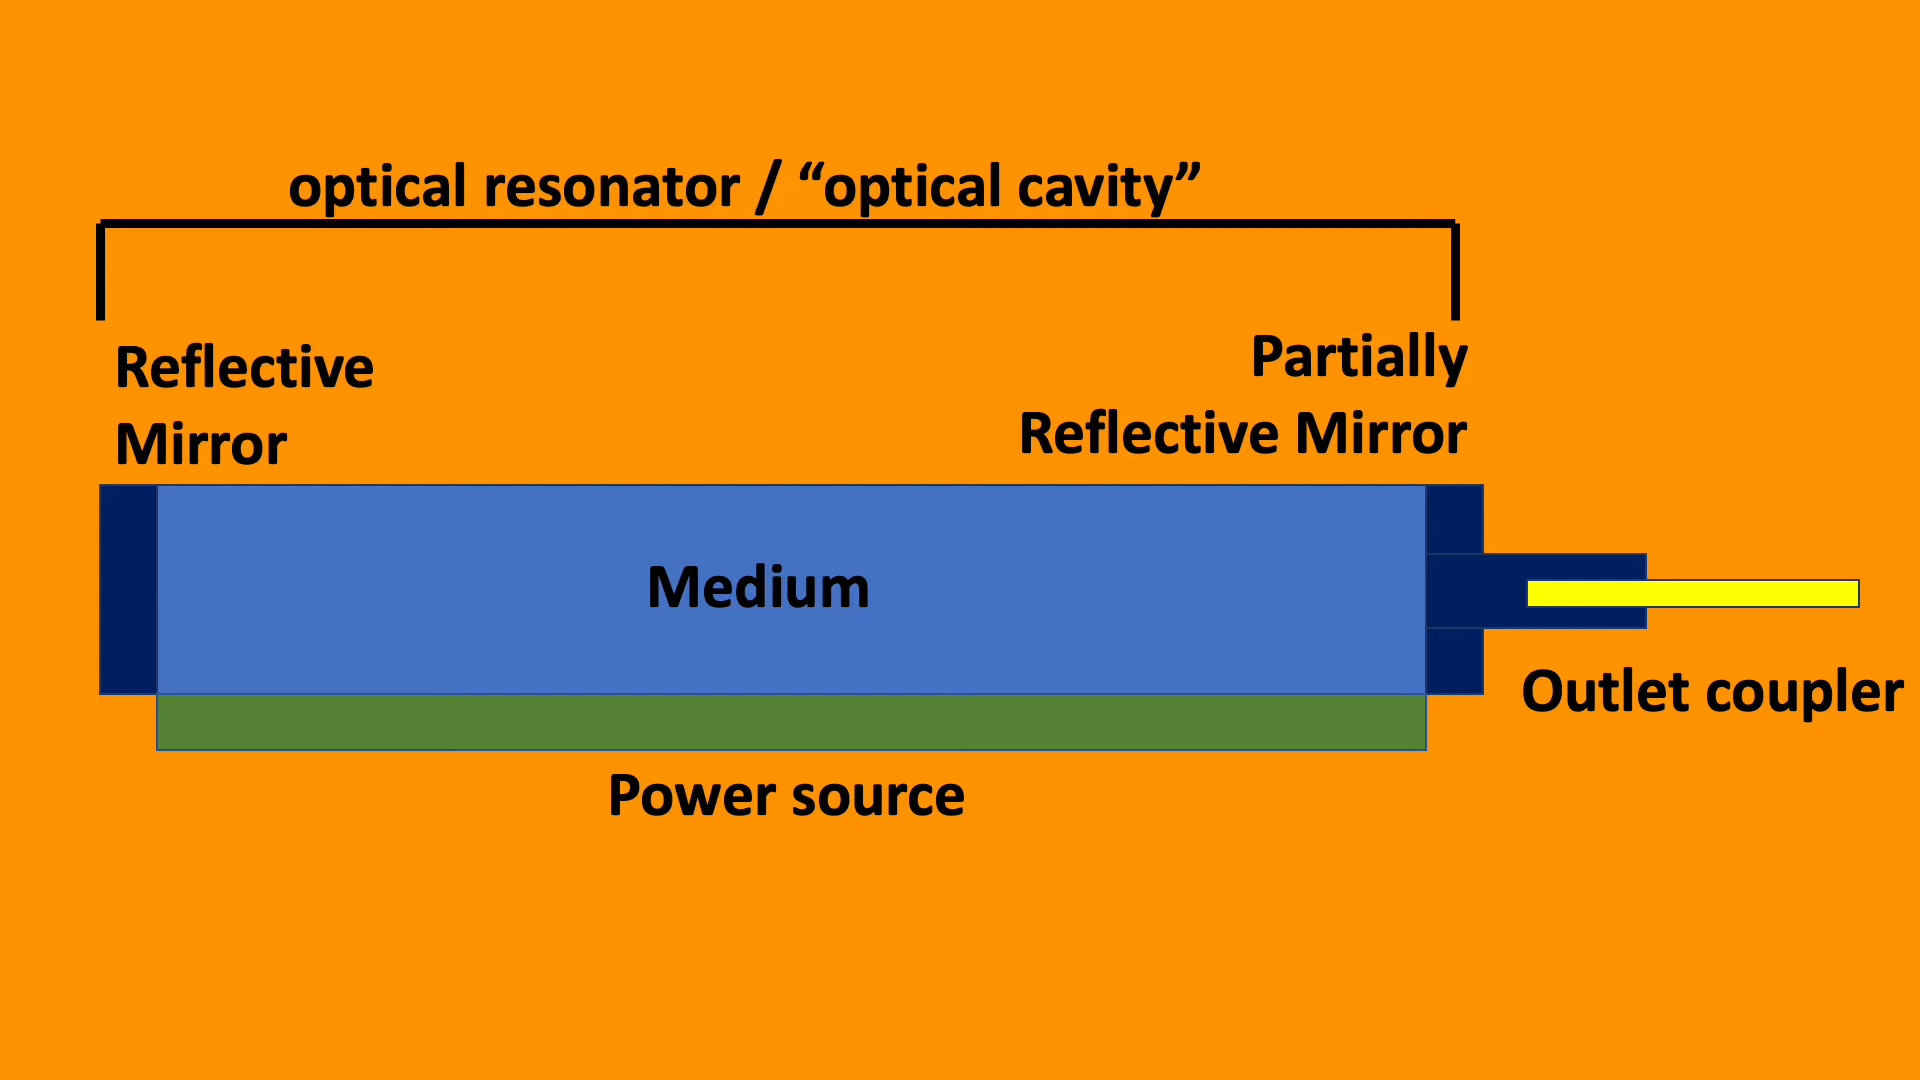 optical resonator / “optical cavity”
Reflective
Mirror
Partially
Reflective Mirror
Medium
Outlet coupler
Power source